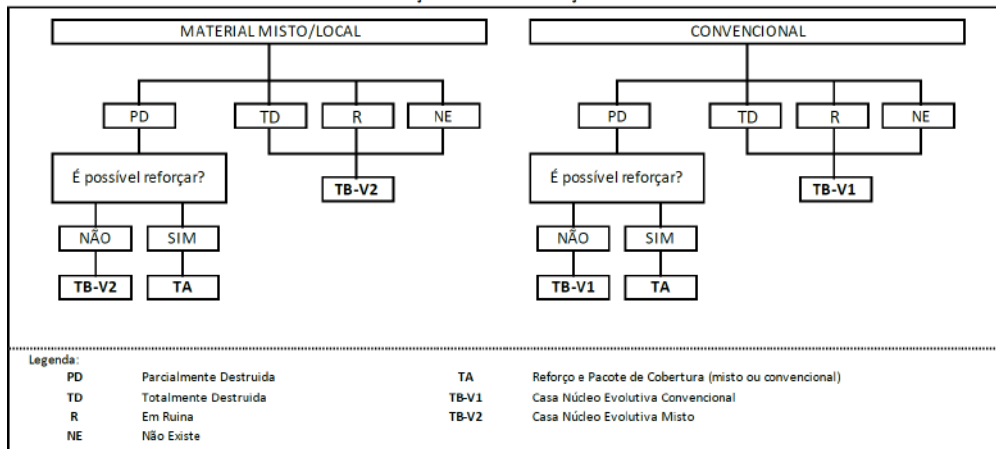 MATERIAL MISTO/LOCAL CONVENCIONAL
PD TD R NE PD TD R NE
É possível reforçar? TB-V2 É possível reforçar? TB-V1
NÃO SIM NÃO SIM
TB-V2 TA TB-V1 TA
Legenda:
PD Parcialmente Destruida TA Reforço e Pacote de Cobertura (misto ou convencional)
TD Totalmente Destruida TB-V1 Casa Núcleo Evolutiva Convencional
R Em Ruina TB-V2 Casa Núcleo Evolutiva Misto
NE Não Existe